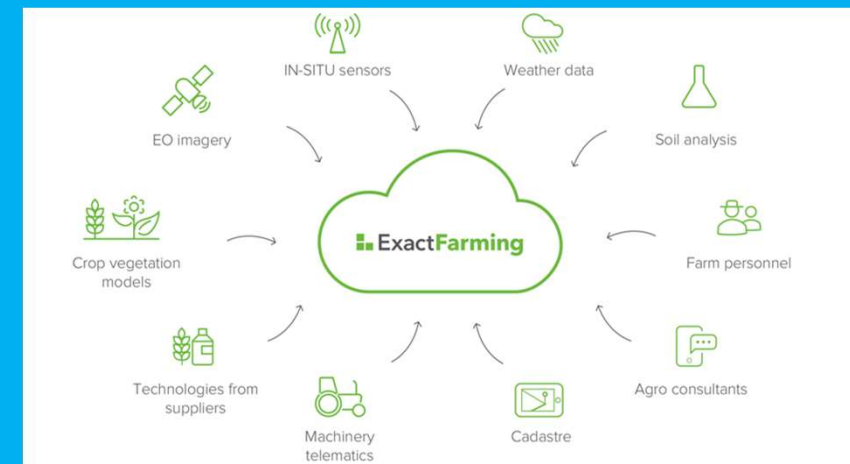 IN-SITU sensors
Weather data
EO imagery
Soil analysis
ExactFarming
Crop vegetation
models
Farm personnel
Technologies from
suppliers
Agro consultants
Machinery
telematics
Cadastre